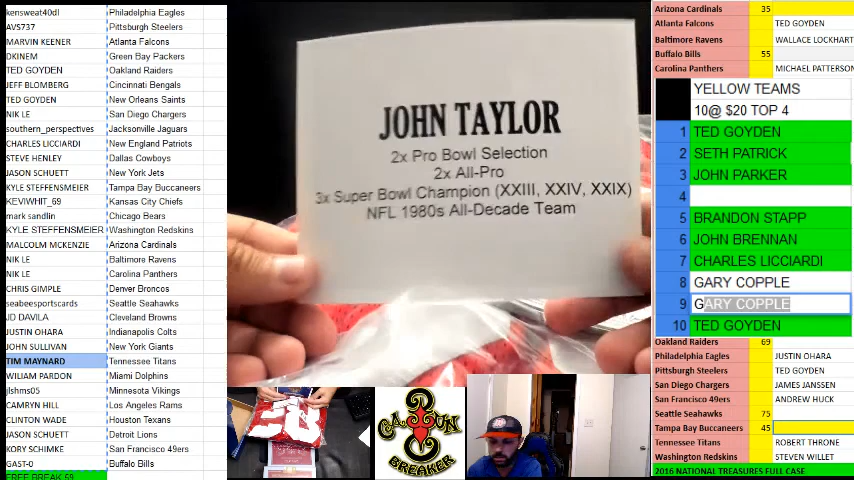 kensweat40dl Philadelphia Eagles
AVS737 Pittsburgh Steelers
MARVIN KEENER Atlanta Falcons
DKINEM Green Bay Packers
TED GOYDEN Oakland Raiders
JEFF BLOMBERG Cincinnati Bengals
TED GOYDEN New Orleans Saints
NIK LE San Diego Chargers
southern_perspectives Jacksonville Jaguars
CHARLES LICCIARDI New England Patriots
STEVE HENLEY Dallas Cowboys
JASON SCHUETT New York Jets
KYLE STEFFENSMEIER Tampa Bay Buccaneers
KEVIWHIT_69 Kansas City Chiefs
mark sandlin Chicago Bears
KYLE STEFFENSMEIER Washington Redskins
MALCOLM MCKENZIE Arizona Cardinals
NIK LE Baltimore Ravens
NIK LE Carolina Panthers
CHRIS GIMPLE Denver Broncos
seabeesportscards Seattle Seahawks
JD DAVILA Cleveland Browns
JUSTIN OHARA Indianapolis Colts
JOHN SULLIVAN New York Giants
TIM MAYNARD Tennessee Titans
WILIAM PARDON Miami Dolphins
jlshms05 Minnesota Vikings
CAMRYN HILL Los Angeles Rams
CLINTON WADE Houston Texans
JASON SCHUETT Detroit Lions
KORY SCHIMKE San Francisco 49ers
GAST-0 Buffalo Bills
FREE BREAK 59
JOHN TAYLOR
2x Pro Bowl Selection
2x All-Pro
3x Super Bowl Champion (XXIII, XXIV, XXIX)
NFL 1980s All-Decade Team
CAJUN
BREAKER
Arizona Cardinals 35
Atlanta Falcons TED GOYDEN
Baltimore Ravens WALLACE LOCKHART
Buffalo Bills 55
Carolina Panthers MICHAEL PATTERSON
YELLOW TEAMS
10@ $20 TOP 4
1 TED GOYDEN
2 SETH PATRICK
3 JOHN PARKER
4
5 BRANDON STAPP
6 JOHN BRENNAN
7 CHARLES LICCIARDI
8 GARY COPPLE
9 GARY COPPLE
10 TED GOYDEN
Oakland Raiders 69
Philadelphia Eagles JUSTIN OHARA
Pittsburgh Steelers TED GOYDEN
San Diego Chargers JAMES JANSSEN
San Francisco 49ers ANDREW HUCK
Seattle Seahawks 75
Tampa Bay Buccaneers 45
Tennessee Titans ROBERT THRONE
Washington Redskins STEVEN WILLET
2016 NATIONAL TREASURES FULL CASE